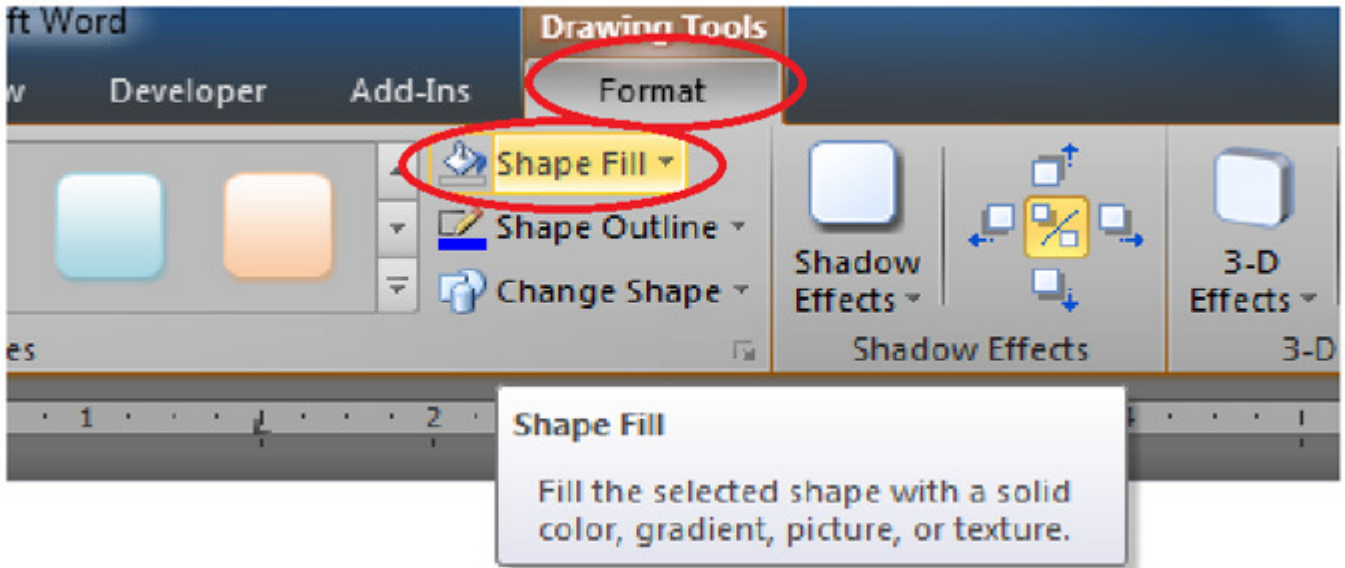 ft Word
Drawing Tools
w Developer Add-Ins Format
Shape Fill
Shape Outline
Change Shape
Shadow
Effects
3-D
Effects
es
Shadow Effects
3-D
1 2 4
Shape Fill
Fill the selected shape with a solid
color, gradient, picture, or texture.